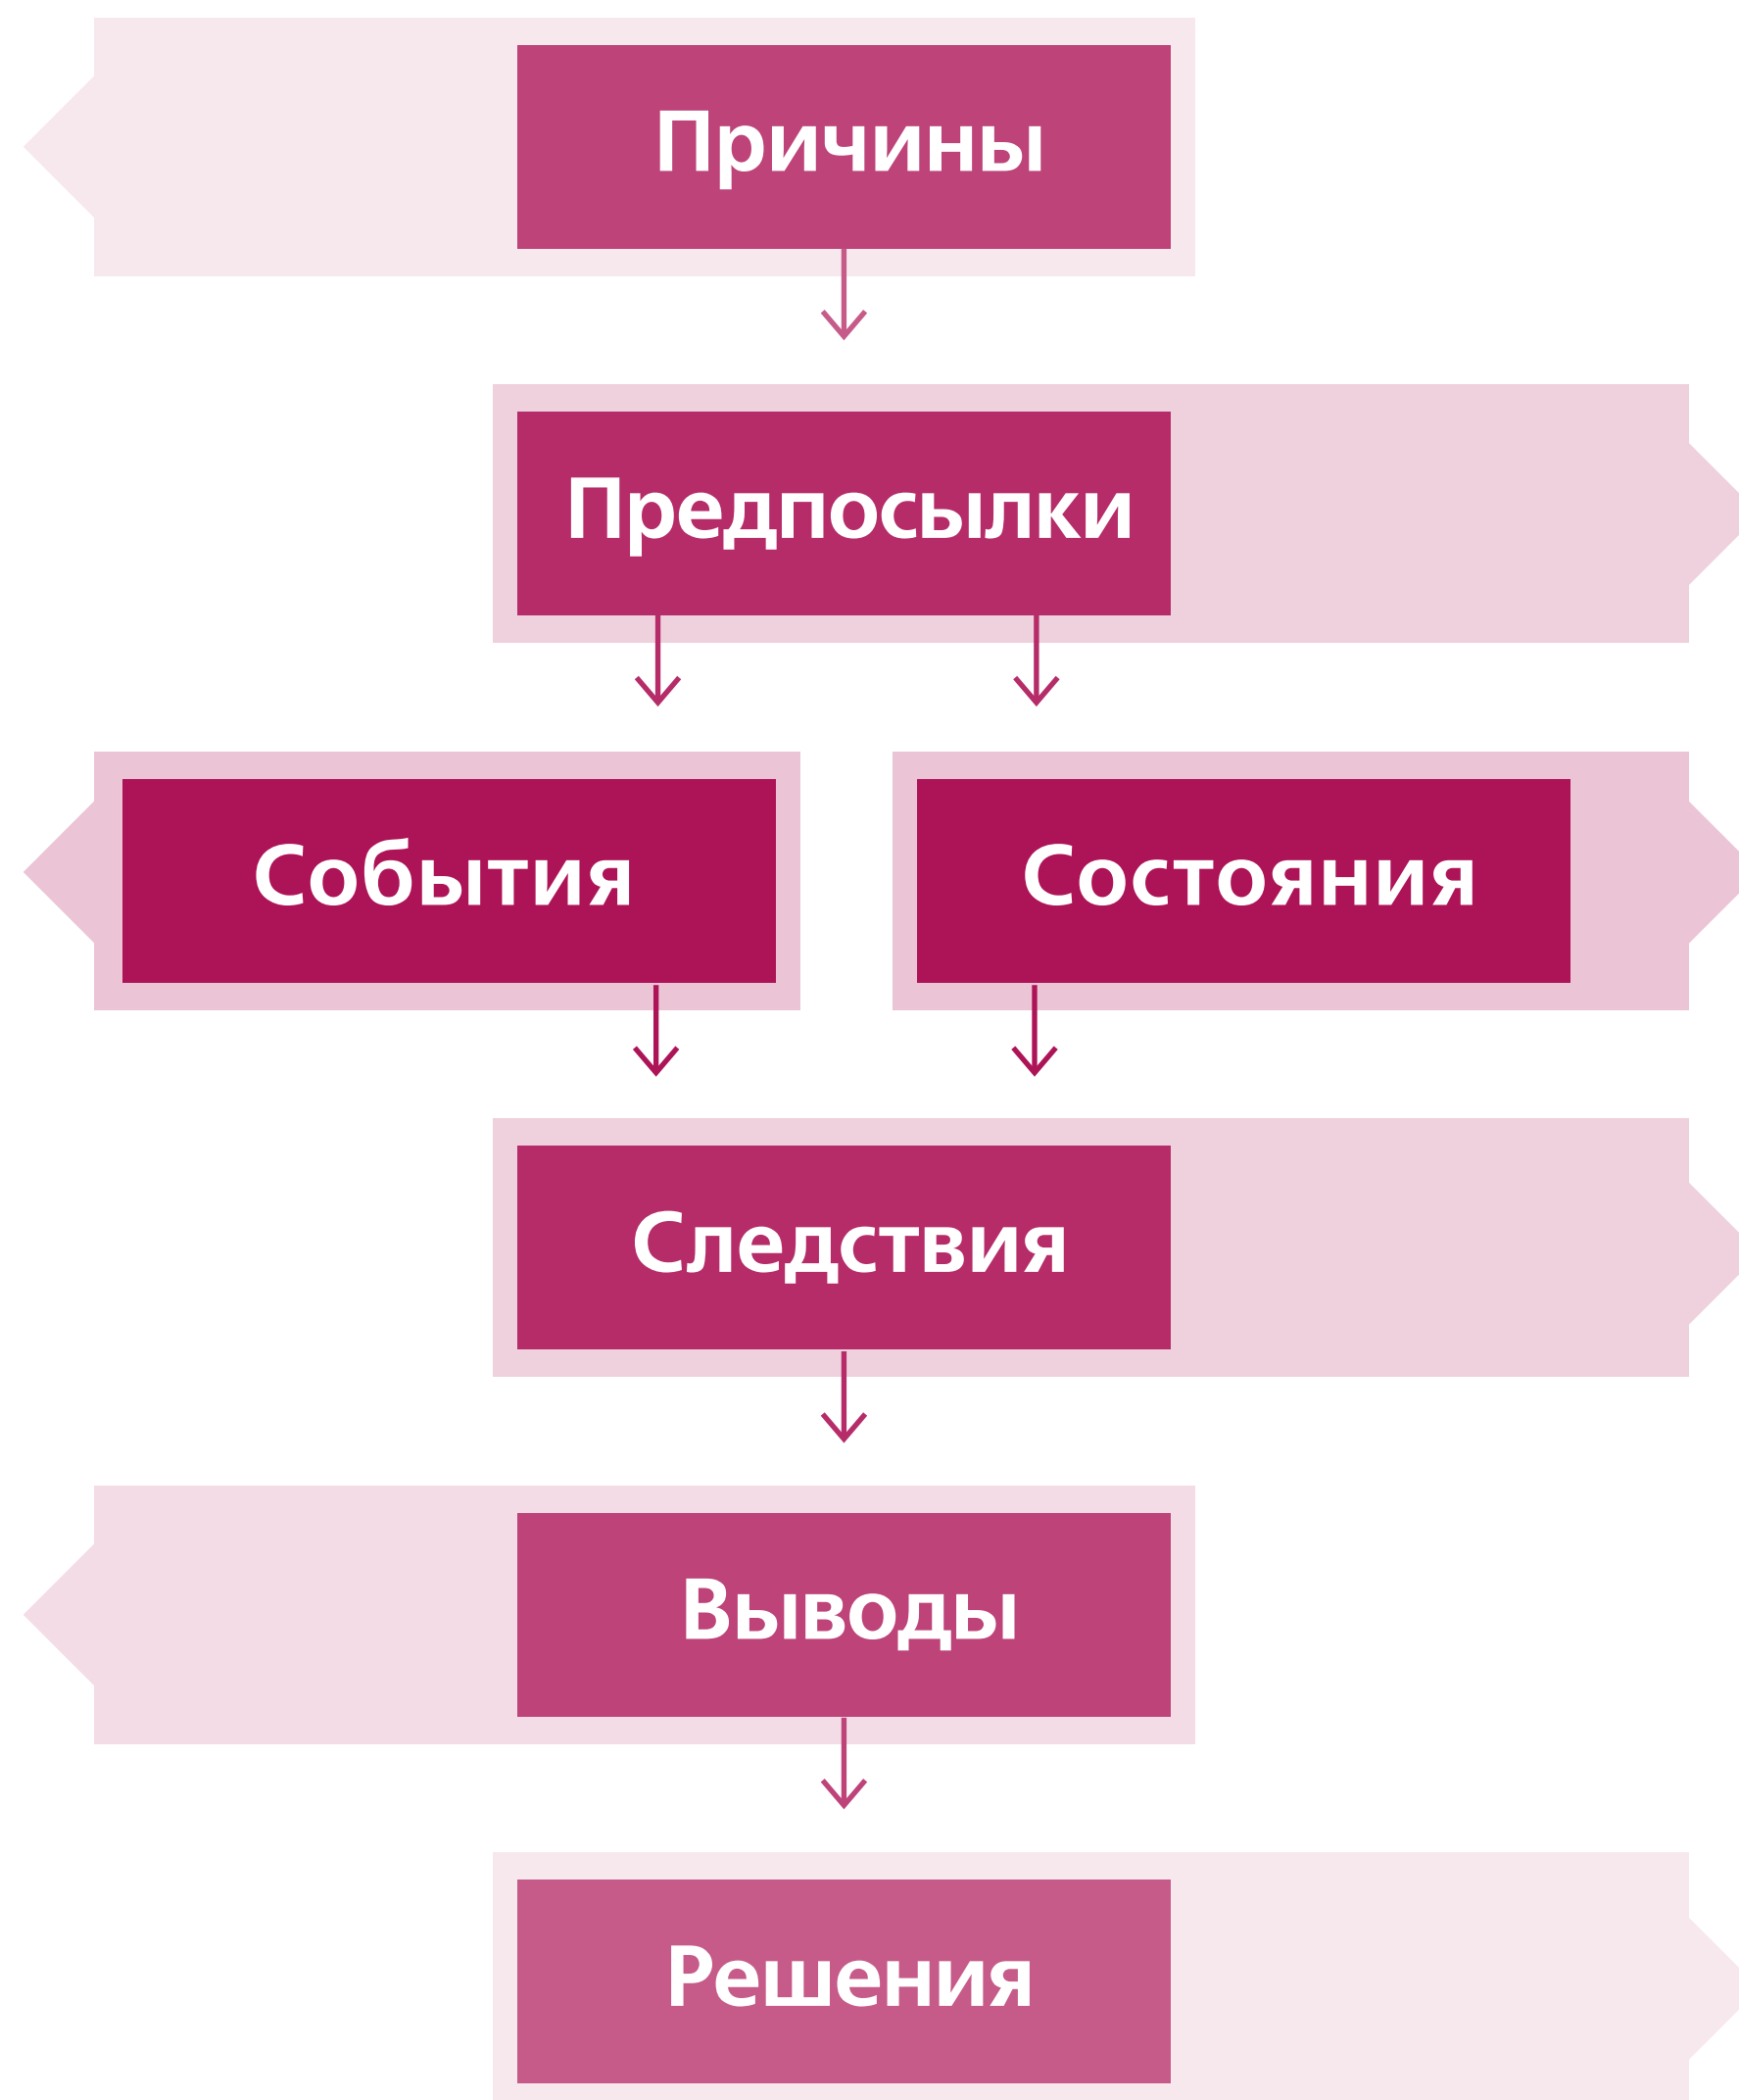 Причины
Предпосылки
События
Состояния
Следствия
Выводы
Решения